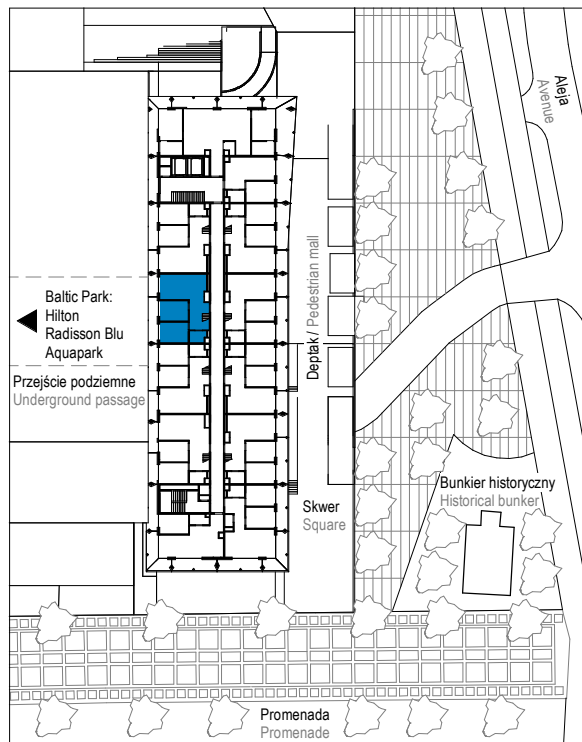 Aleja
Avenue
Baltic Park:
Hilton
Radisson Blu
Aquapark
Przejście podziemne
Underground passage
Deptak / Pedestrian mall
Bunkier historyczny
Historical bunker
Skwer
Square
Promenada
Promenade